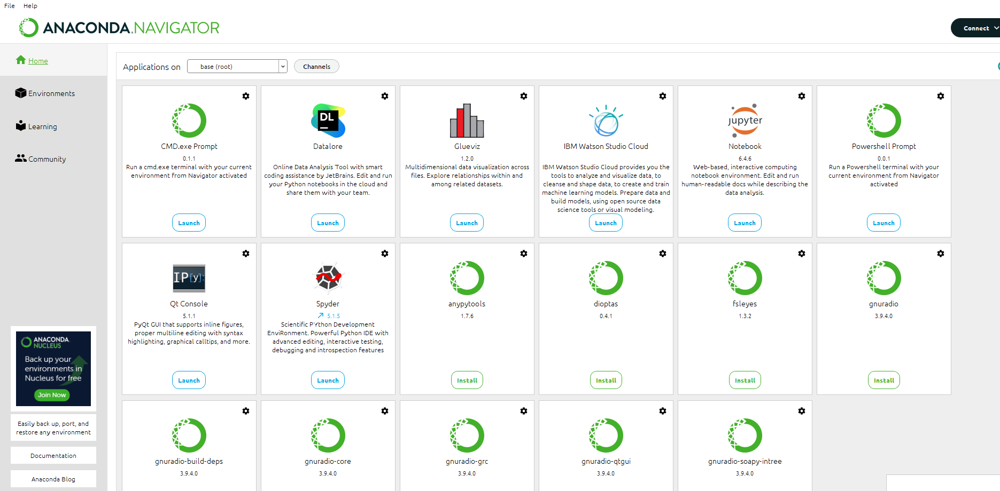 File Help
ANACONDA.NAVIGATOR
Connect
Home
Environments
Learning
Community
ANACONDA.
NUCLEUS
Back up your
environments in
Nucleus for free
Join Now
Easily back up, port, and
restore any environment
Documentation
Anaconda Blog
Applications on
base (root)
Channels
CMD.exe Prompt
0.1.1
Run a cmd.exe terminal with your current
environment from Navigator activated
Launch
DL
Datalore
Online Data Analysis Tool with smart
coding assistance by JetBrains. Edit and run
your Python notebooks in the cloud and
share them with your team.
Launch
Glueviz
1.2.0
Multidimensional data visualization across
files. Explore relationships within and
among related datasets.
Launch
IBM Watson Studio Cloud
IBM Watson Studio Cloud provides you the
tools to analyze and visualize data, to
cleanse and shape data, to create and train
machine learning models. Prepare data and
build models, using open source data
science tools or visual modeling.
Launch
jupyter
Notebook
6.4.6
Web-based, interactive computing
notebook environment. Edit and run
human-readable docs while describing the
data analysis.
Launch
Powershell Prompt
0.0.1
Run a Powershell terminal with your
current environment from Navigator
activated
Launch
IP[y]:
Qt Console
5.1.1
PyQt GUI that supports inline figures,
proper multiline editing with syntax
highlighting, graphical calltips, and more.
Launch
Spyder
5.1.5
Scientific PYthon Development
EnviRonment. Powerful Python IDE with
advanced editing, interactive testing,
debugging and introspection features
Launch
anypytools
1.7.6
Install
dioptas
0.4.1
Install
fsleyes
1.3.2
Install
gnuradio
3.9.4.0
Install
gnuradio-build-deps
3.9.4.0
gnuradio-core
3.9.4.0
gnuradio-grc
3.9.4.0
gnuradio-qtgui
3.9.4.0
gnuradio-soapy-intree
3.9.4.0